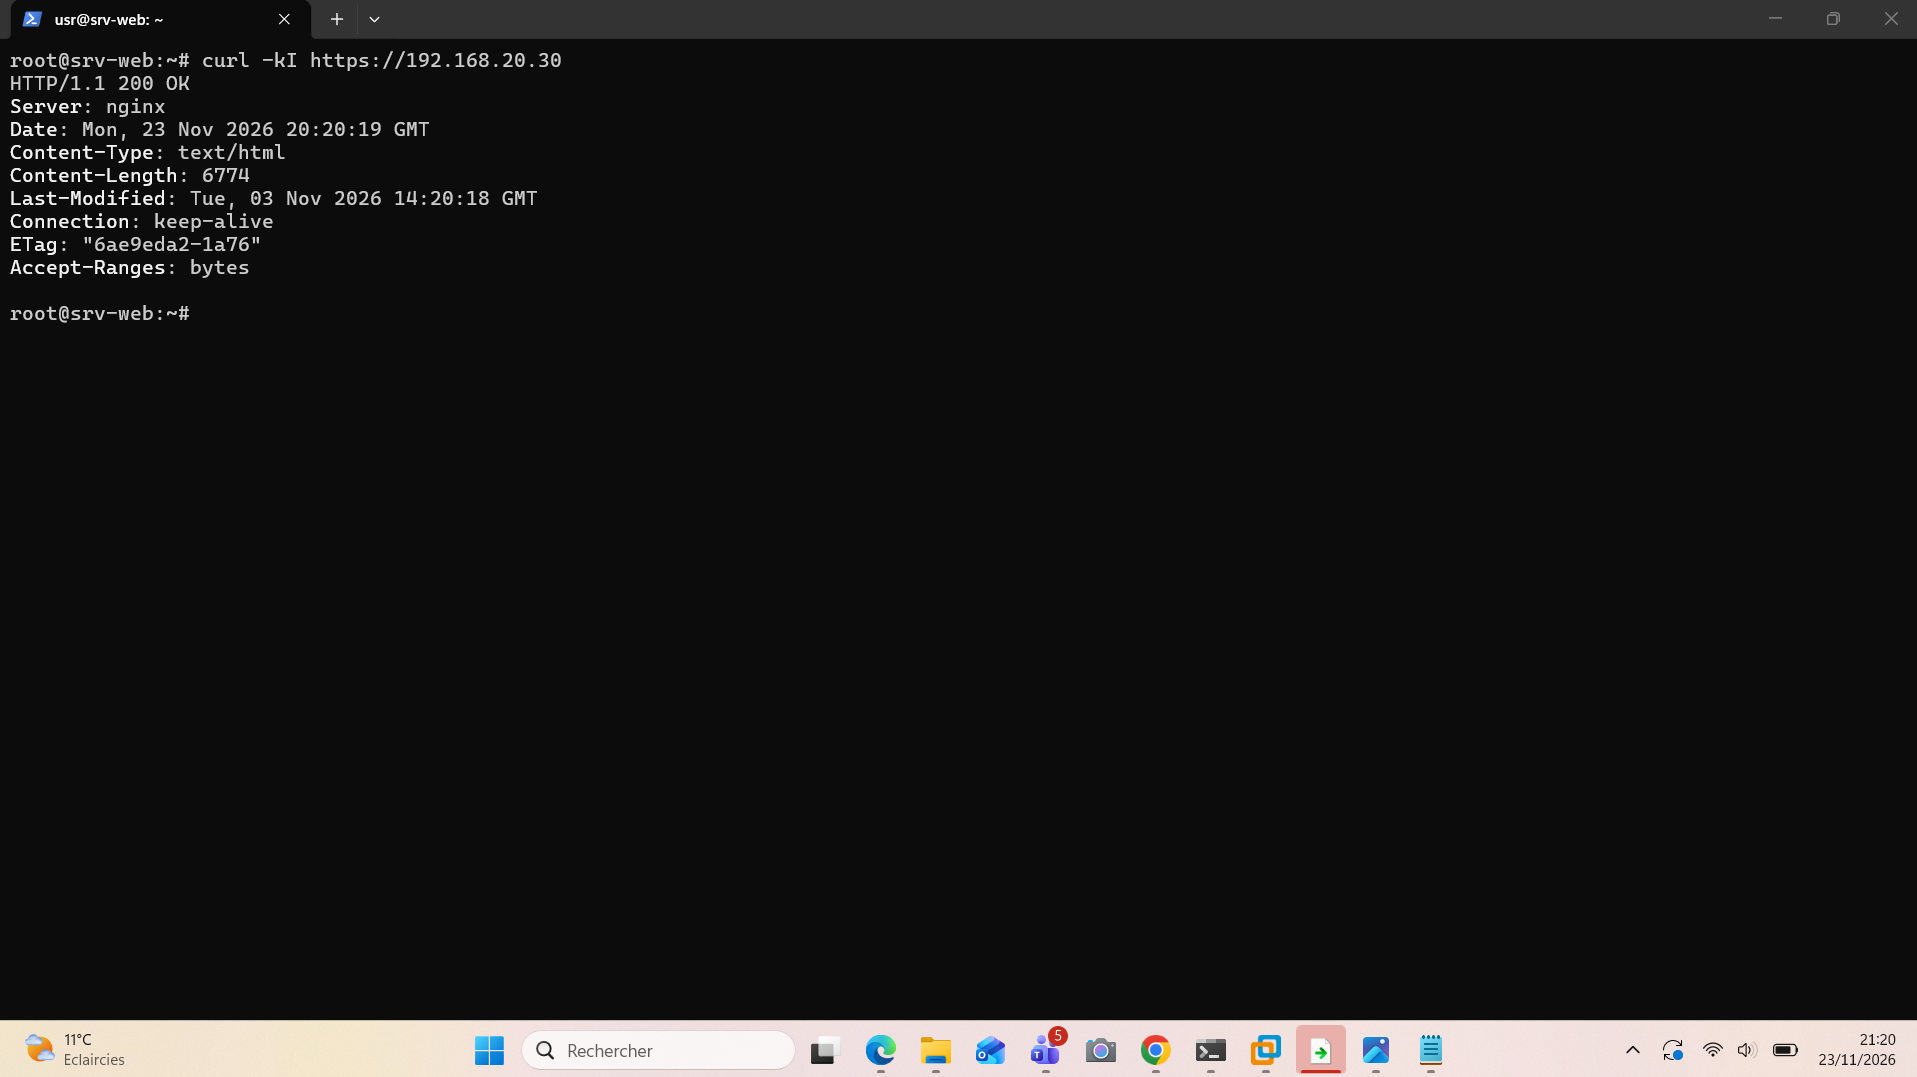 usr@srv-web: ~
root@srv-web:~# curl -kI https://192.168.20.30
HTTP/1.1 200 OK
Server: nginx
Date: Mon, 23 Nov 2026 20:20:19 GMT
Content-Type: text/html
Content-Length: 6774
Last-Modified: Tue, 03 Nov 2026 14:20:18 GMT
Connection: keep-alive
ETag: "6ae9eda2-1a76"
Accept-Ranges: bytes
root@srv-web:~#
11°C
Eclaircies
Rechercher
5
21:20
23/11/2026